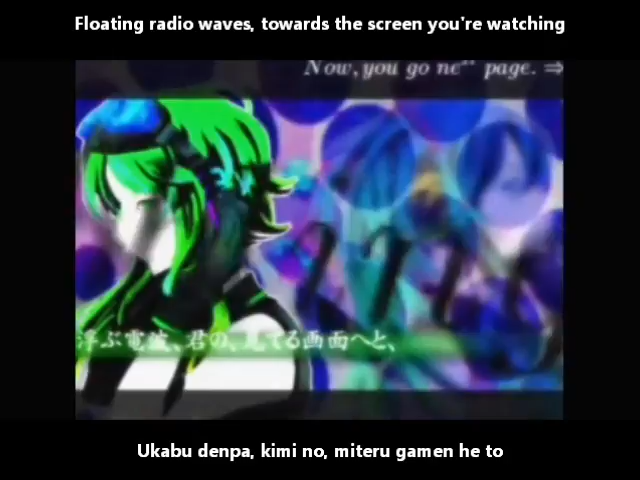 Floating radio waves, towards the screen you're watching
Now, you go next page. ⇒
浮ぶ電波、君の、見てる画面へと、
Ukabu denpa, kimi no, miteru gamen he to